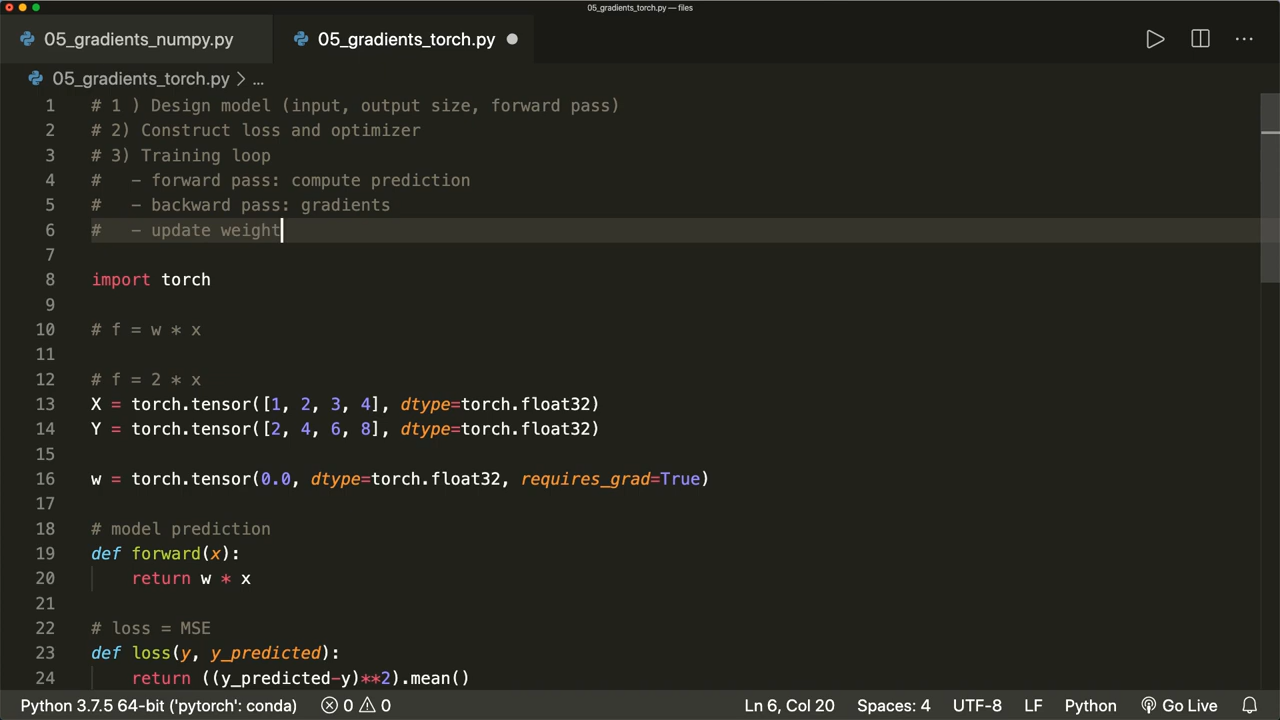 05_gradients_torch.py — files
05_gradients_numpy.py
05_gradients_torch.py
05_gradients_torch.py > ...
1 # 1 ) Design model (input, output size, forward pass)
2 # 2) Construct loss and optimizer
3 # 3) Training loop
4 #   - forward pass: compute prediction
5 #   - backward pass: gradients
6 #   - update weight
7
8 import torch
9
10 # f = w * x
11
12 # f = 2 * x
13 X = torch.tensor([1, 2, 3, 4], dtype=torch.float32)
14 Y = torch.tensor([2, 4, 6, 8], dtype=torch.float32)
15
16 w = torch.tensor(0.0, dtype=torch.float32, requires_grad=True)
17
18 # model prediction
19 def forward(x):
20     return w * x
21
22 # loss = MSE
23 def loss(y, y_predicted):
24     return ((y_predicted-y)**2).mean()
Python 3.7.5 64-bit ('pytorch': conda) 0 0 Ln 6, Col 20 Spaces: 4 UTF-8 LF Python Go Live